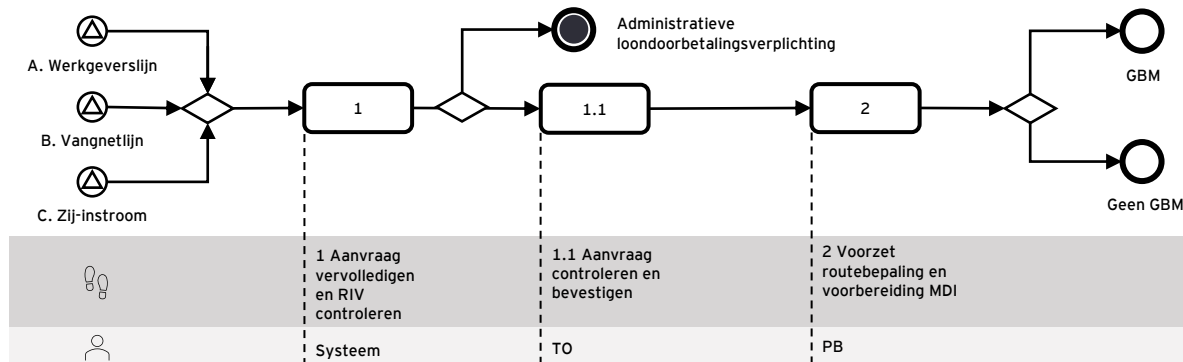 A. Werkgeverslijn
B. Vangnetlijn
C. Zij-instroom
1
Administratieve
loondoorbetalingsverplichting
1.1
2
GBM
Geen GBM
1 Aanvraag
vervolledigen
en RIV
controleren
1.1 Aanvraag
controleren en
bevestigen
2 Voorzet
routebepaling en
voorbereiding MDI
Systeem
TO
PB